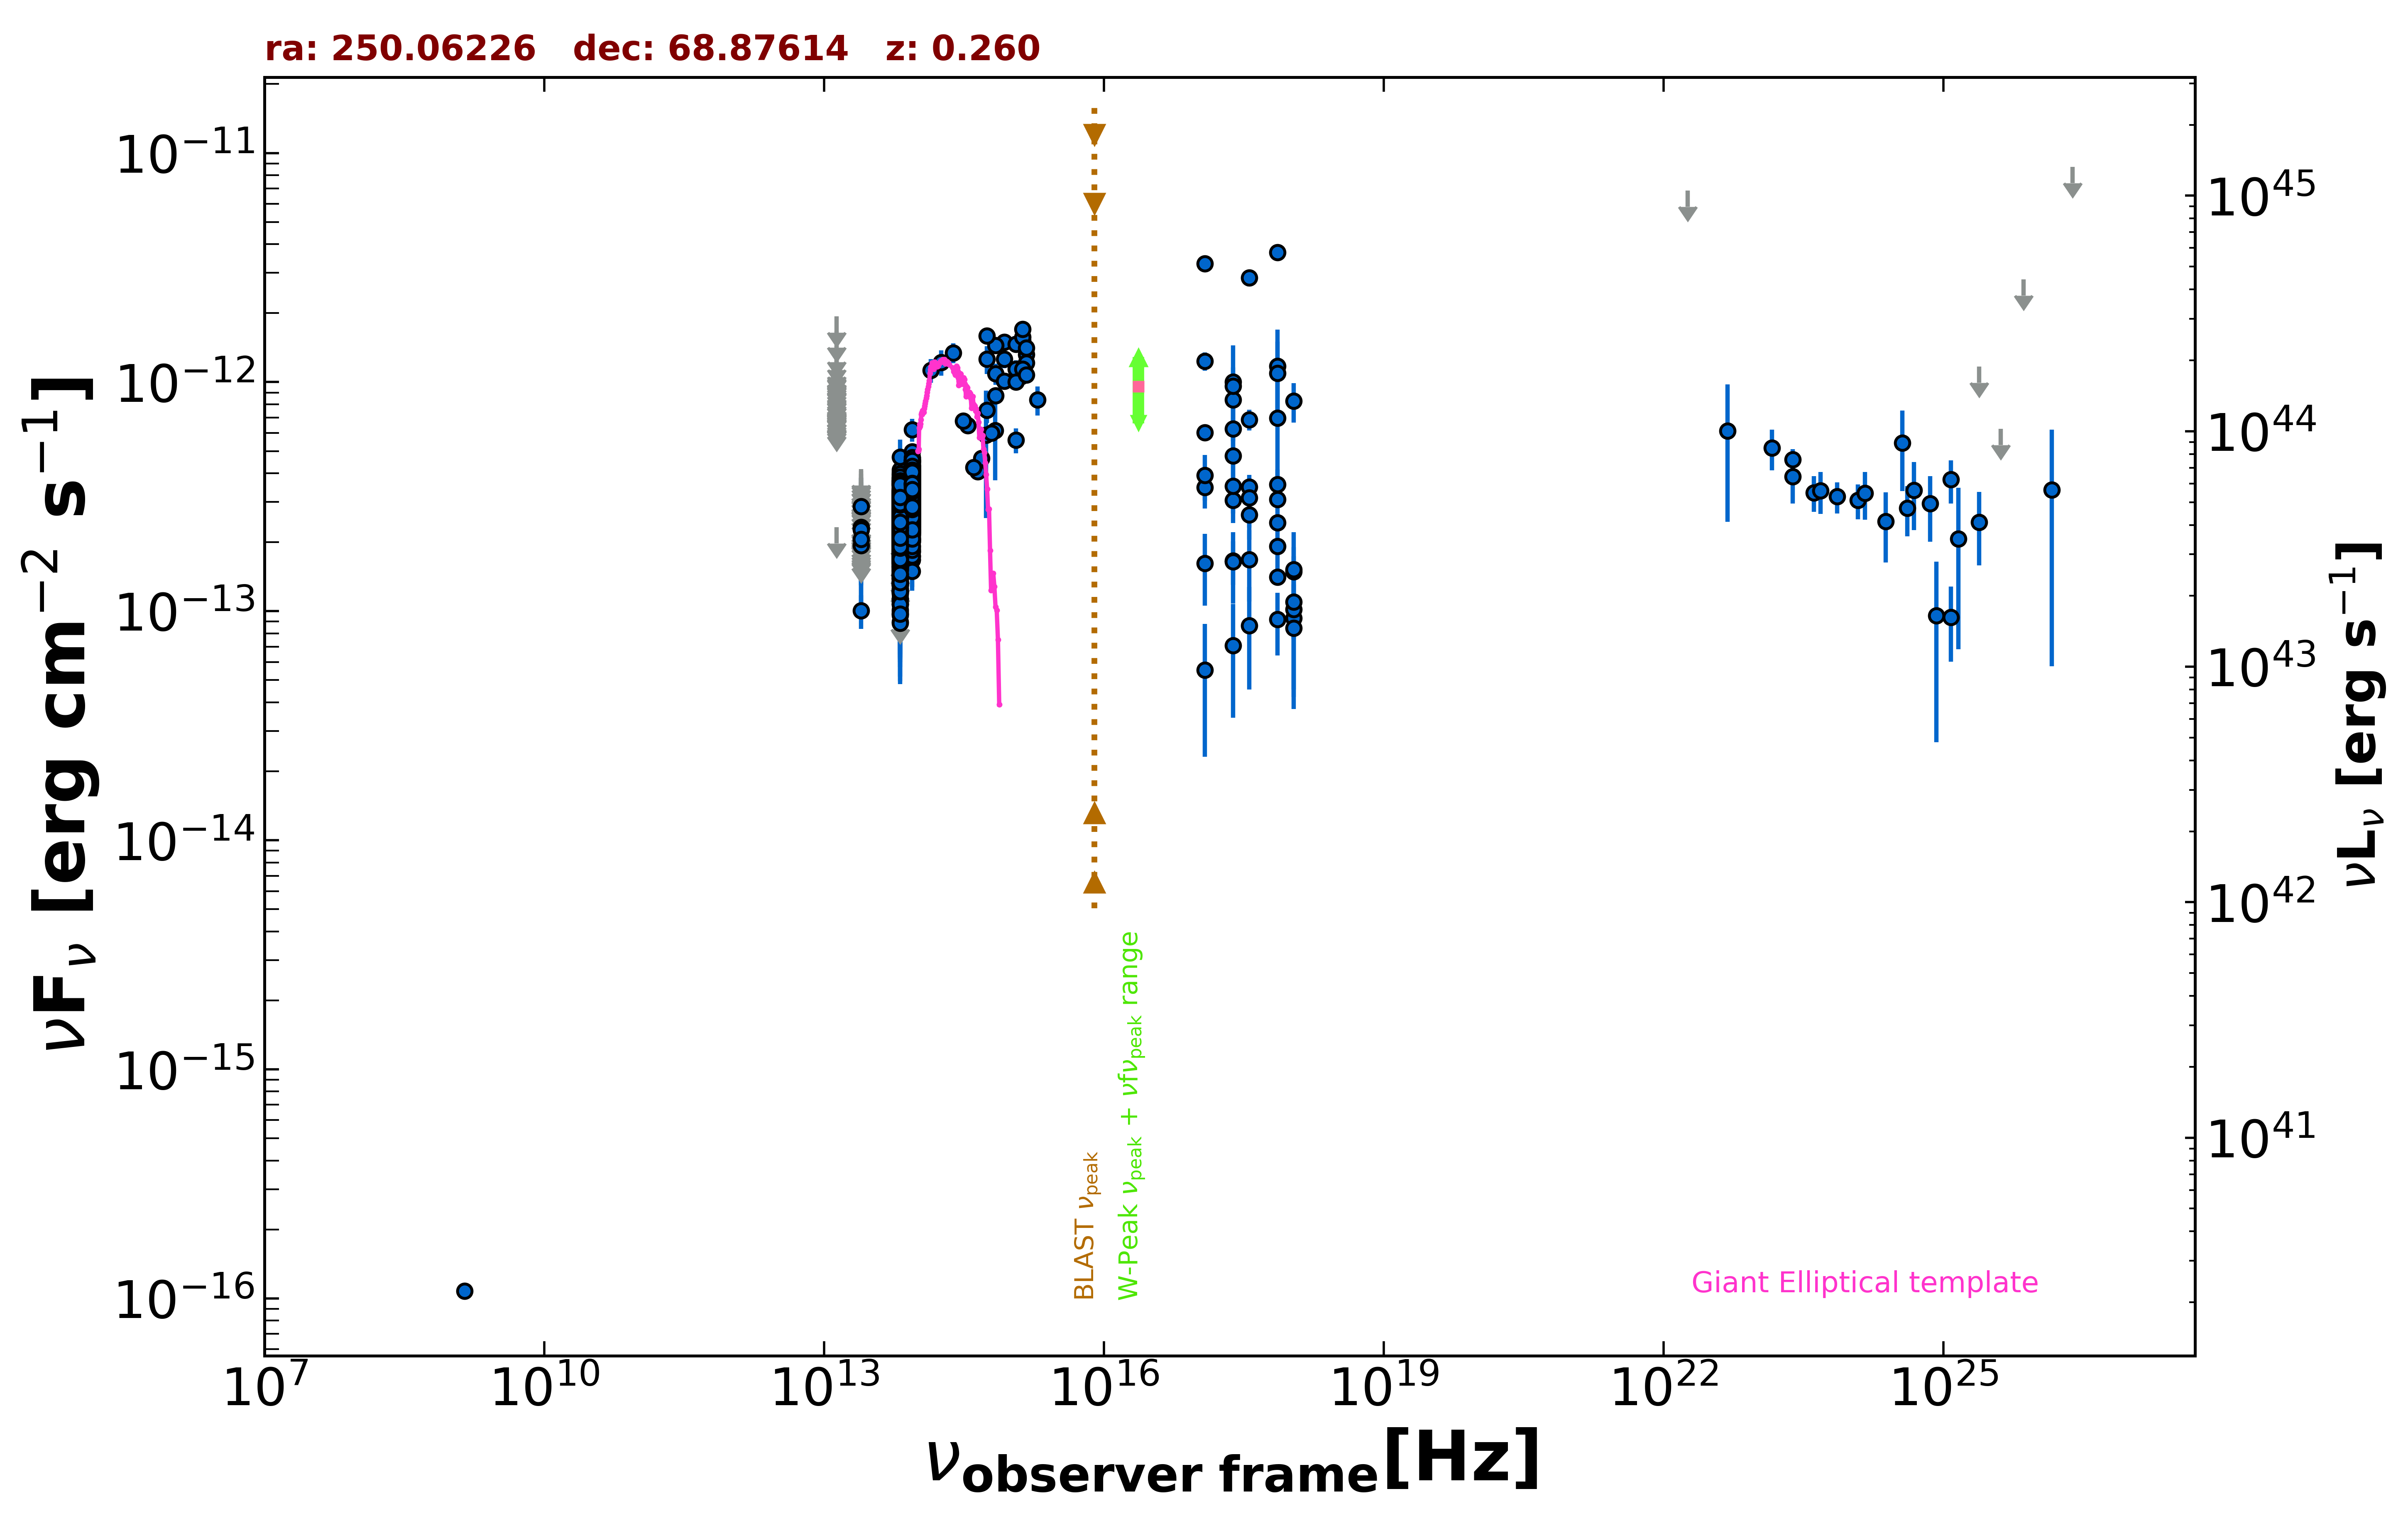 ra: 250.06226   dec: 68.87614   z: 0.260
νFν [erg cm−2 s−1]
10−11
10−12
10−13
10−14
10−15
10−16
1045
1044
1043
1042
1041
νLν [erg s−1]
BLAST νpeak
W-Peak νpeak + νfνpeak range
Giant Elliptical template
107
1010
1013
1016
1019
1022
1025
νobserver frame[Hz]